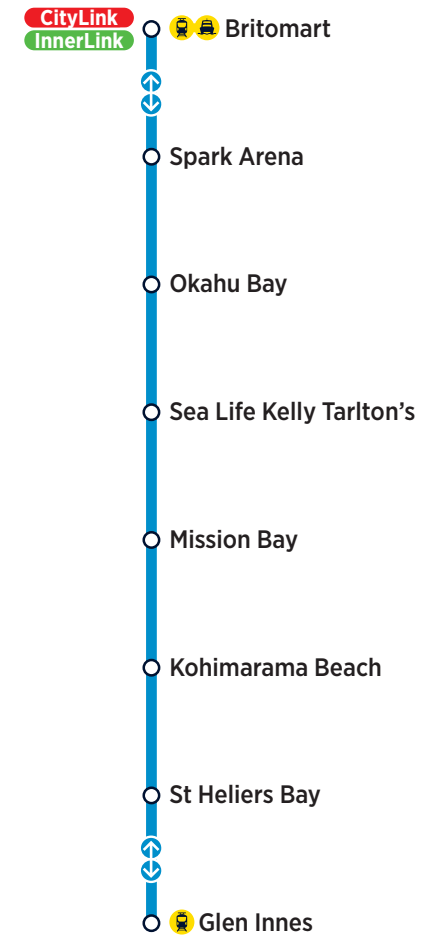 CityLink
InnerLink
Britomart
Spark Arena
Okahu Bay
Sea Life Kelly Tarlton’s
Mission Bay
Kohimarama Beach
St Heliers Bay
Glen Innes